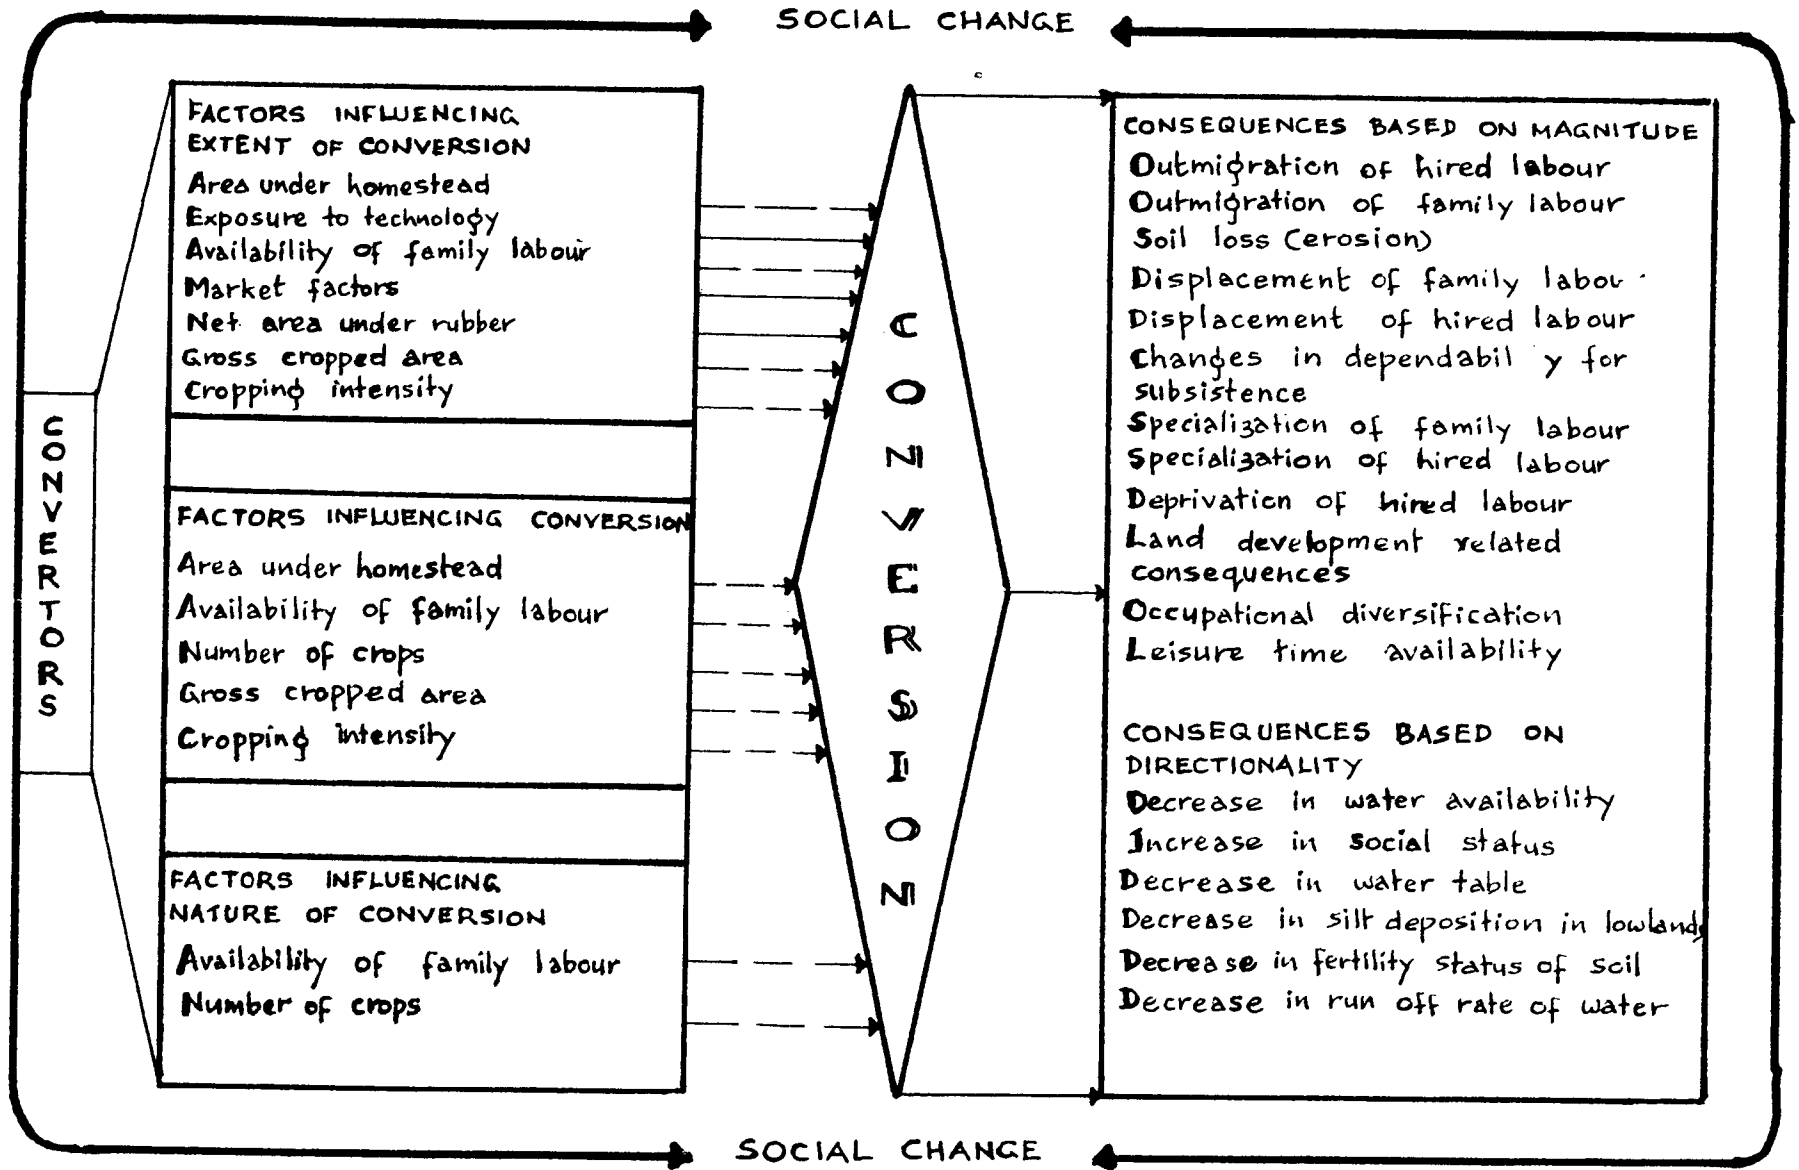 SOCIAL CHANGE
CONVERTORS
FACTORS INFLUENCING
EXTENT OF CONVERSION
Area under homestead
Exposure to technology
Availability of family labour
Market factors
Net area under rubber
Gross cropped area
Cropping intensity
FACTORS INFLUENCING CONVERSION
Area under homestead
Availability of family labour
Number of crops
Gross cropped area
Cropping intensity
FACTORS INFLUENCING
NATURE OF CONVERSION
Availability of family labour
Number of crops
CONVERSION
CONSEQUENCES BASED ON MAGNITUDE
Outmigration of hired labour
Outmigration of family labour
Soil loss (erosion)
Displacement of family labou
Displacement of hired labour
Changes in dependabil y for
subsistence
Specialization of family labour
Specialization of hired labour
Deprivation of hired labour
Land development related
consequences
Occupational diversification
Leisure time availability
CONSEQUENCES BASED ON
DIRECTIONALITY
Decrease in water availability
Increase in social status
Decrease in water table
Decrease in silt deposition in lowlands
Decrease in fertility status of soil
Decrease in run off rate of water
SOCIAL CHANGE